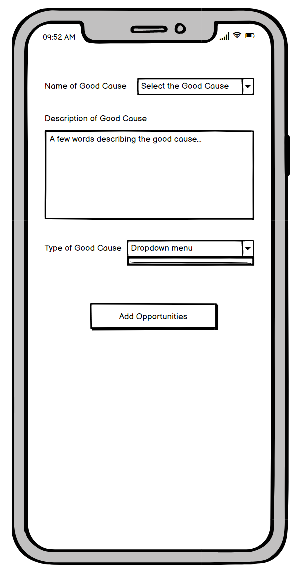 09:52 AM
Name of Good Cause
Select the Good Cause
Description of Good Cause
A few words describing the good cause...
Type of Good Cause
Dropdown menu
Add Opportunities